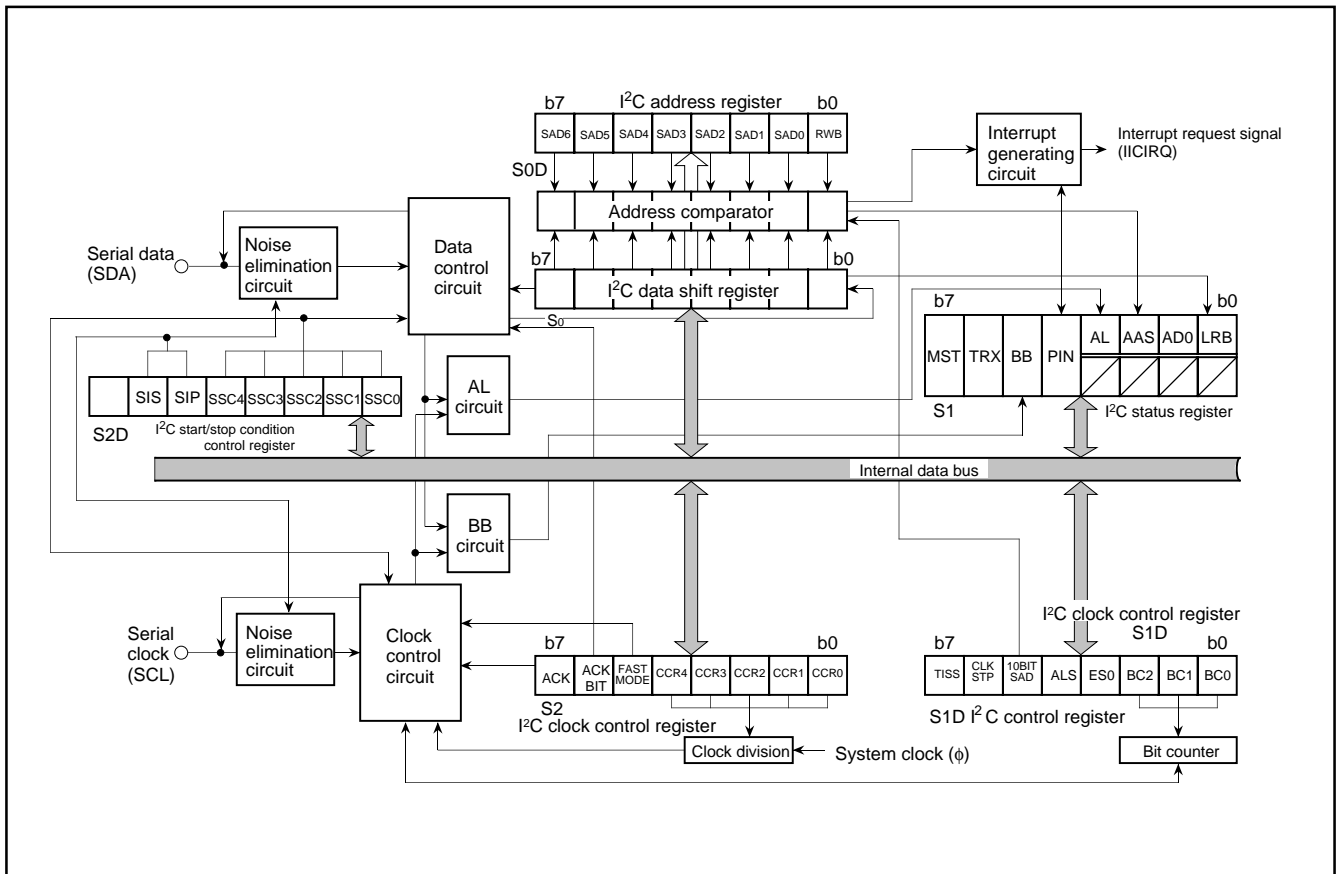 b7 I²C address register b0
SAD6 SAD5 SAD4 SAD3 SAD2 SAD1 SAD0 RWB
S0D
Interrupt
generating
circuit
Interrupt request signal
(IICIRQ)
Address comparator
Serial data
(SDA)
Noise
elimination
circuit
Data
control
circuit
b7 b0
I²C data shift register
S0
b7 b0
MST TRX BB PIN AL AAS AD0 LRB
S1
I²C status register
SIS SIP SSC4 SSC3 SSC2 SSC1 SSC0
S2D
I²C start/stop condition
control register
AL
circuit
Internal data bus
BB
circuit
Serial
clock
(SCL)
Noise
elimination
circuit
Clock
control
circuit
b7 b0
ACK ACK BIT FAST MODE CCR4 CCR3 CCR2 CCR1 CCR0
S2
I²C clock control register
Clock division
System clock (ϕ)
I²C clock control register
S1D
b7 b0
TISS CLK STP 10BIT SAD ALS ES0 BC2 BC1 BC0
S1D I²C control register
Bit counter